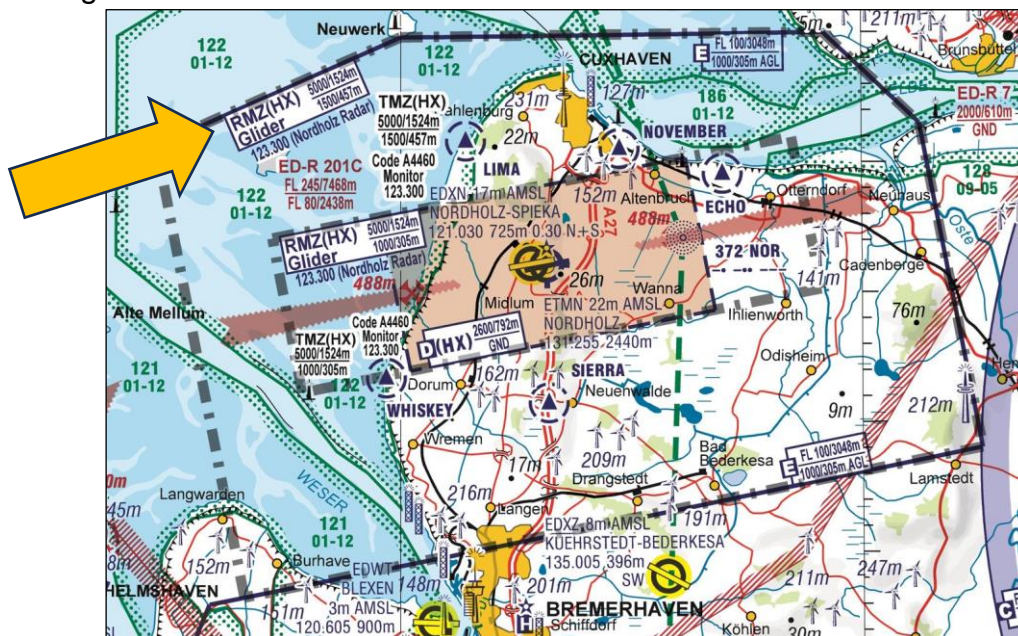 Neuwerk
122
01-12
122
01-12
E
FL 100/3048m
1000/305m AGL
5m
211m
Brunsbüttel
CUXHAVEN
127m
186
01-12
ELBE
ED-R 7
2000/610m
GND
RMZ(HX)
Glider
5000/1524m
1500/457m
123.300 (Nordholz Radar)
TMZ(HX)
5000/1524m
1500/457m
Code A4460
Monitor
123.300
231m
22m
LIMA
NOVEMBER
ED-R 201C
FL 245/7468m
FL 80/2438m
122
01-12
EDXN 17m AMSL
NORDHOLZ-SPIEKA
121.030 725m 0.30 N+S
152m
Altenbruch
488m
A27
ECHO
Otterndorf
Neuhaus
128
09-05
Oste
RMZ(HX)
Glider
5000/1524m
1000/305m
123.300 (Nordholz Radar)
488m
372 NOR
Cadenberge
141m
26m
Midlum
Wanna
Ihlienworth
76m
Alte Mellum
Code A4460
Monitor
123.300
TMZ(HX)
5000/1524m
1000/305m
D(HX)
2600/792m
GND
ETMN 22m AMSL
NORDHOLZ
131.255 2440m
Odisheim
121
01-12
122
01-12
Dorum
162m
SIERRA
Neuenwalde
WHISKEY
9m
212m
Wremen
17m
209m
Bad
Bederkesa
E
FL 100/3048m
1000/305m AGL
Lamstedt
WESER
Langwarden
216m
Langen
Drangstedt
191m
45m
121
01-12
152m
Burhave
EDXZ 8m AMSL
KUEHRSTEDT-BEDERKESA
135.005 396m
SW
EDWT
BLEXEN
3m AMSL
120.605 900m
148m
151m
HELMSHAVEN
201m
BREMERHAVEN
H
Schiffdorf
211m
247m
Köhlen
30m
C